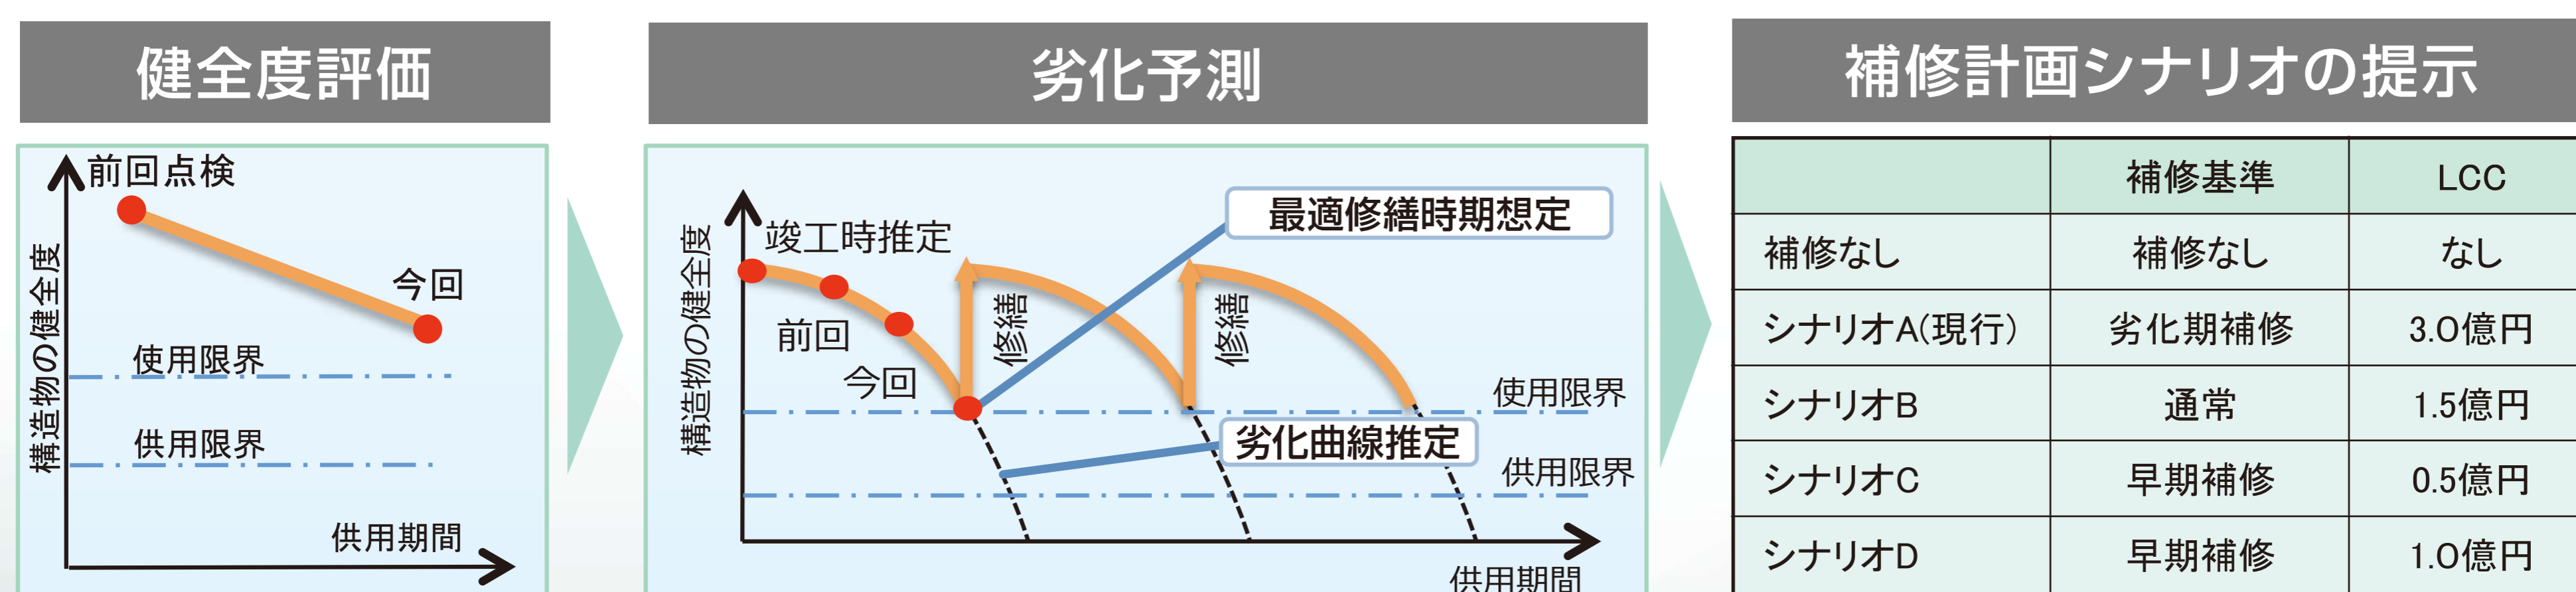 健全度評価
前回点検
今回
構造物の健全度
使用限界
供用限界
供用期間
劣化予測
最適修繕時期想定
竣工時推定
構造物の健全度
前回
今回
修繕
修繕
使用限界
劣化曲線推定
供用限界
供用期間
補修計画シナリオの提示
補修基準 LCC
補修なし 補修なし なし
シナリオA(現行) 劣化期補修 3.0億円
シナリオB 通常 1.5億円
シナリオC 早期補修 0.5億円
シナリオD 早期補修 1.0億円